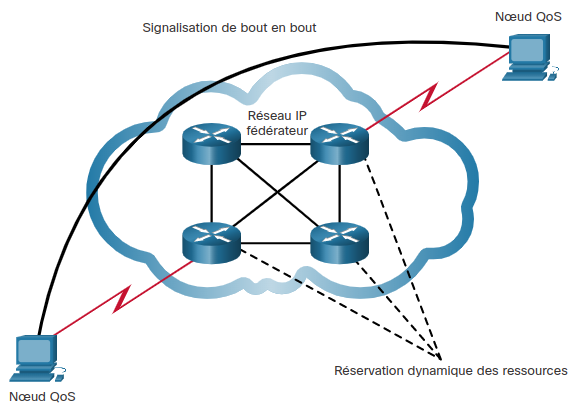 Nœud QoS
Signalisation de bout en bout
Réseau IP
fédérateur
Réservation dynamique des ressources
Nœud QoS